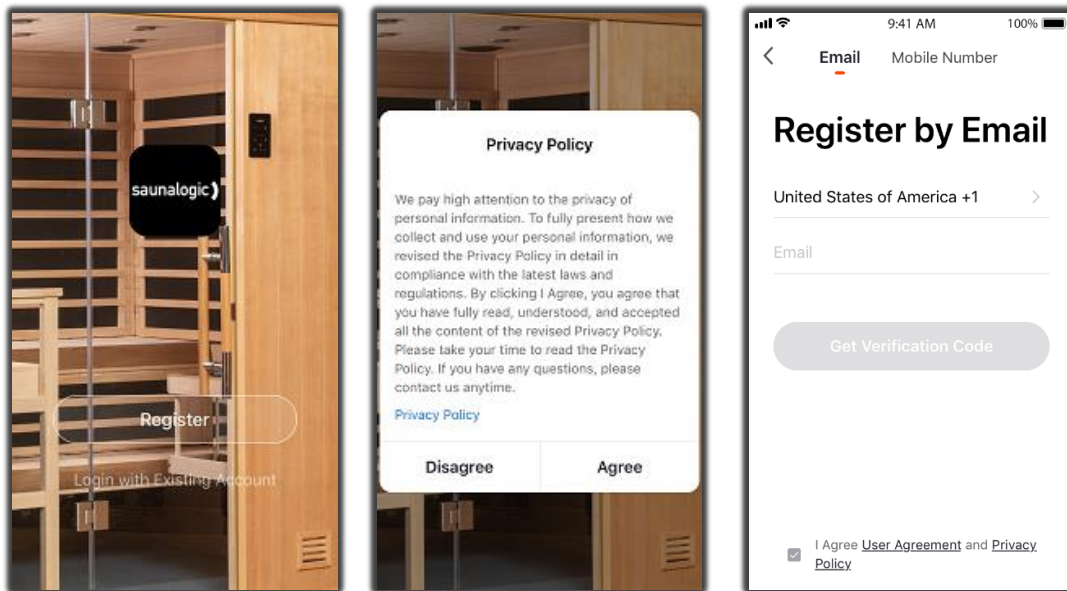 saunalogic
Register
Login with Existing Account
Privacy Policy
We pay high attention to the privacy of
personal information. To fully present how we
collect and use your personal information, we
revised the Privacy Policy in detail in
compliance with the latest laws and
regulations. By clicking I Agree, you agree that
you have fully read, understood, and accepted
all the content of the revised Privacy Policy.
Please take your time to read the Privacy
Policy. If you have any questions, please
contact us anytime.
Privacy Policy
Disagree Agree
9:41 AM 100%
Email Mobile Number
Register by Email
United States of America +1
Email
Get Verification Code
I Agree User Agreement and Privacy
Policy